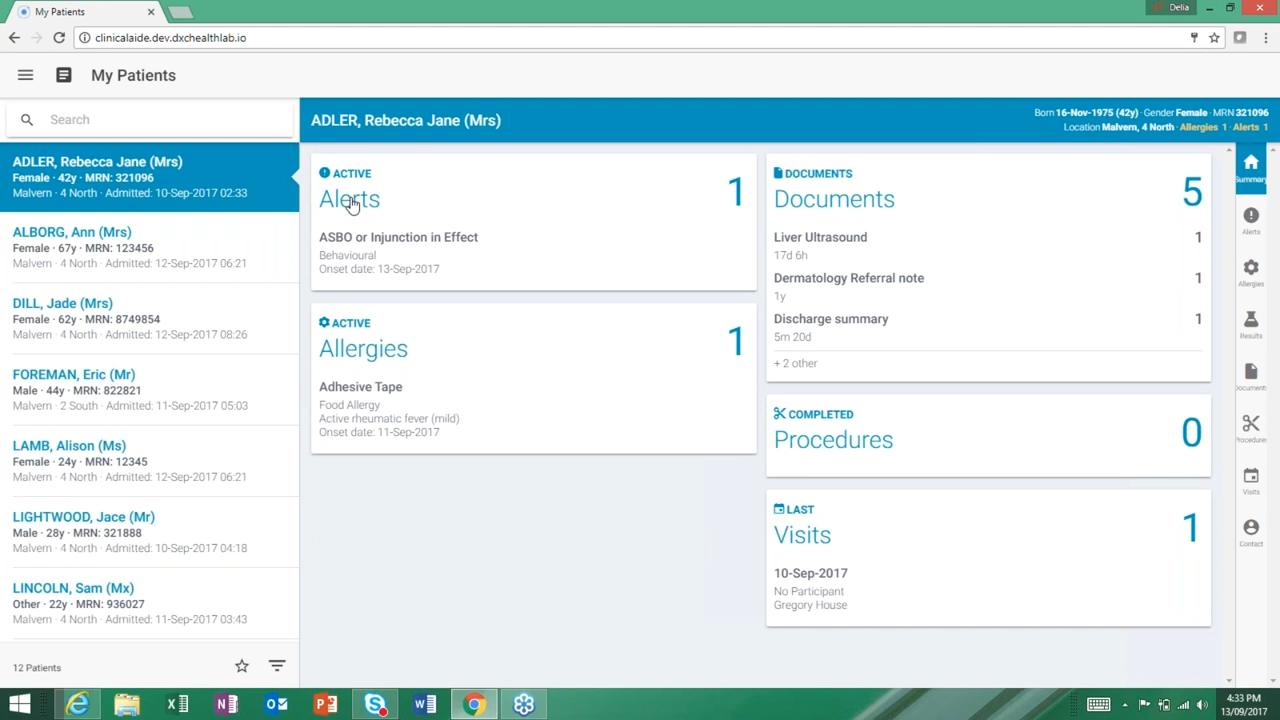 My Patients
Delia
clinicalaide.dev.dxchealthlab.io
My Patients
Search
ADLER, Rebecca Jane (Mrs)
Female · 42y · MRN: 321096
Malvern · 4 North · Admitted: 10-Sep-2017 02:33
ALBORG, Ann (Mrs)
Female · 67y · MRN: 123456
Malvern · 4 North · Admitted: 12-Sep-2017 06:21
DILL, Jade (Mrs)
Female · 62y · MRN: 8749854
Malvern · 4 North · Admitted: 12-Sep-2017 08:26
FOREMAN, Eric (Mr)
Male · 44y · MRN: 822821
Malvern · 2 South · Admitted: 11-Sep-2017 05:03
LAMB, Alison (Ms)
Female · 24y · MRN: 12345
Malvern · 4 North · Admitted: 12-Sep-2017 06:21
LIGHTWOOD, Jace (Mr)
Male · 28y · MRN: 321888
Malvern · 4 North · Admitted: 10-Sep-2017 04:18
LINCOLN, Sam (Mx)
Other · 22y · MRN: 936027
Malvern · 4 North · Admitted: 11-Sep-2017 03:43
12 Patients
ADLER, Rebecca Jane (Mrs)
Born 16-Nov-1975 (42y) · Gender Female · MRN 321096
Location Malvern, 4 North · Allergies 1 · Alerts 1
ACTIVE
Alerts 1
ASBO or Injunction in Effect
Behavioural
Onset date: 13-Sep-2017
ACTIVE
Allergies 1
Adhesive Tape
Food Allergy
Active rheumatic fever (mild)
Onset date: 11-Sep-2017
DOCUMENTS
Documents 5
Liver Ultrasound 1
17d 6h
Dermatology Referral note 1
1y
Discharge summary 1
5m 20d
+ 2 other
COMPLETED
Procedures 0
LAST
Visits 1
10-Sep-2017
No Participant
Gregory House
Summary
Alerts
Allergies
Results
Documents
Procedures
Visits
Contact
4:33 PM
13/09/2017